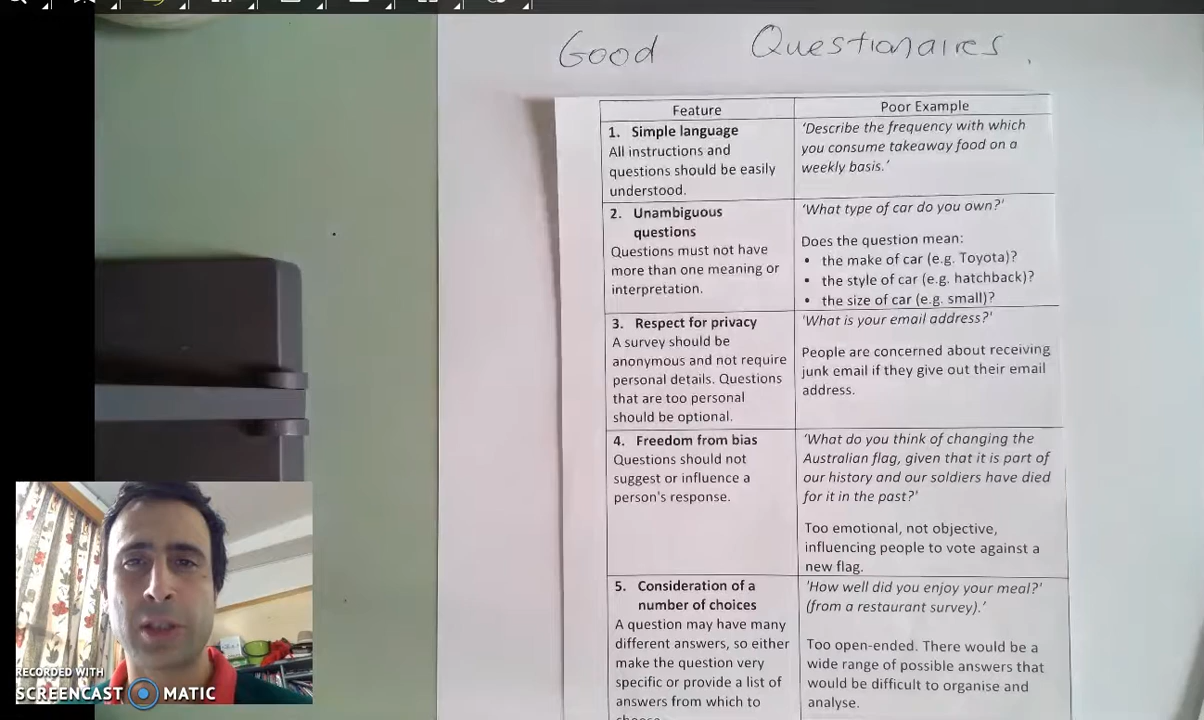 Good Questionaires.
Feature
Poor Example
1. Simple language
All instructions and
questions should be easily
understood.
'Describe the frequency with which
you consume takeaway food on a
weekly basis.'
2. Unambiguous
questions
Questions must not have
more than one meaning or
interpretation.
'What type of car do you own?'
Does the question mean:
• the make of car (e.g. Toyota)?
• the style of car (e.g. hatchback)?
• the size of car (e.g. small)?
3. Respect for privacy
A survey should be
anonymous and not require
personal details. Questions
that are too personal
should be optional.
'What is your email address?'
People are concerned about receiving
junk email if they give out their email
address.
4. Freedom from bias
Questions should not
suggest or influence a
person's response.
'What do you think of changing the
Australian flag, given that it is part of
our history and our soldiers have died
for it in the past?'
Too emotional, not objective,
influencing people to vote against a
new flag.
5. Consideration of a
number of choices
A question may have many
different answers, so either
make the question very
specific or provide a list of
answers from which to
'How well did you enjoy your meal?'
(from a restaurant survey).'
Too open-ended. There would be a
wide range of possible answers that
would be difficult to organise and
analyse.
RECORDED WITH
SCREENCAST MATIC